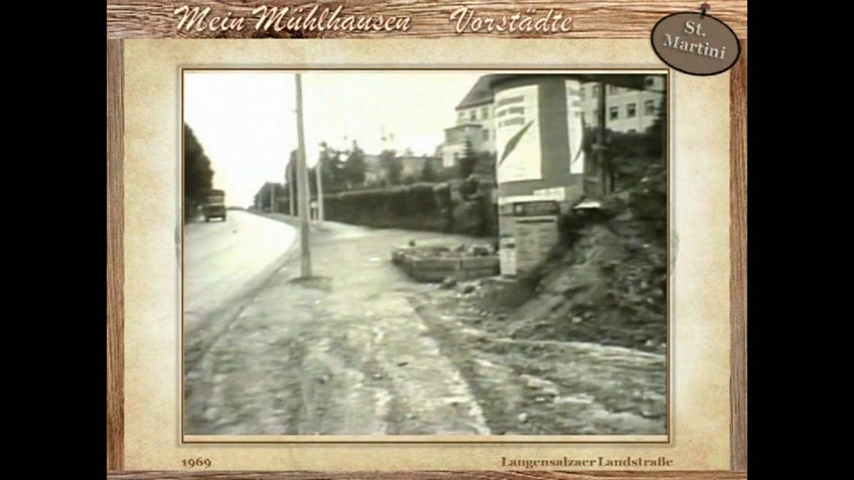 Mein Mühlhausen Vorstädte
St.
Martini
1969
Langensalzaer Landstraße